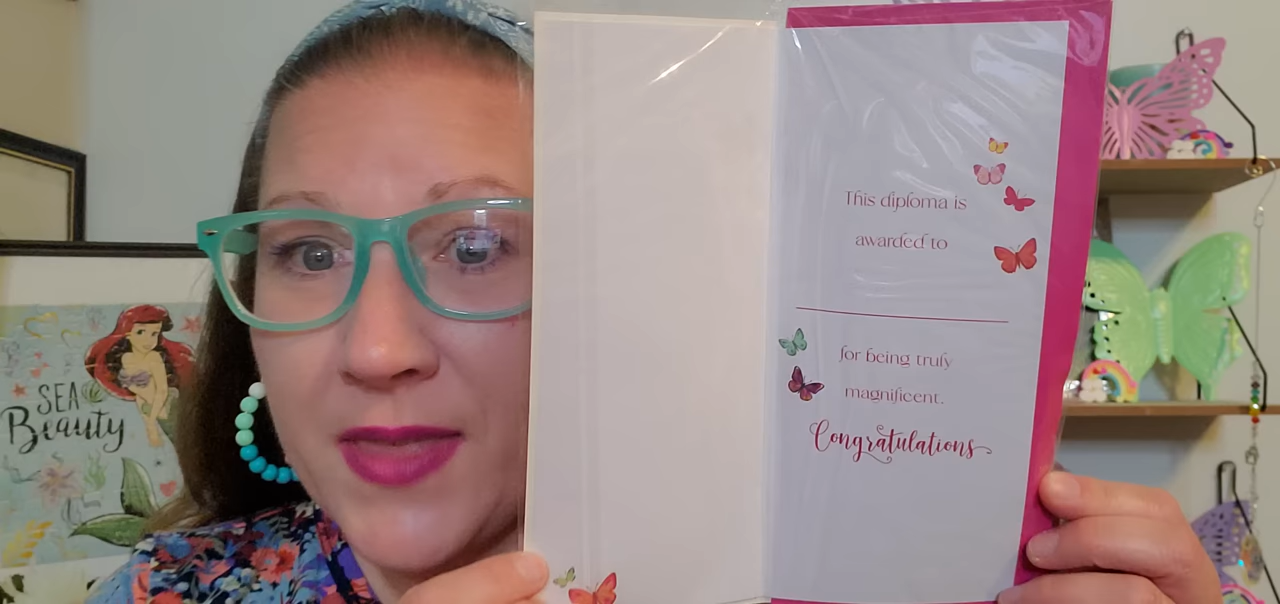 SEA
Beauty
This diploma is
awarded to
for being truly
magnificent.
Congratulations